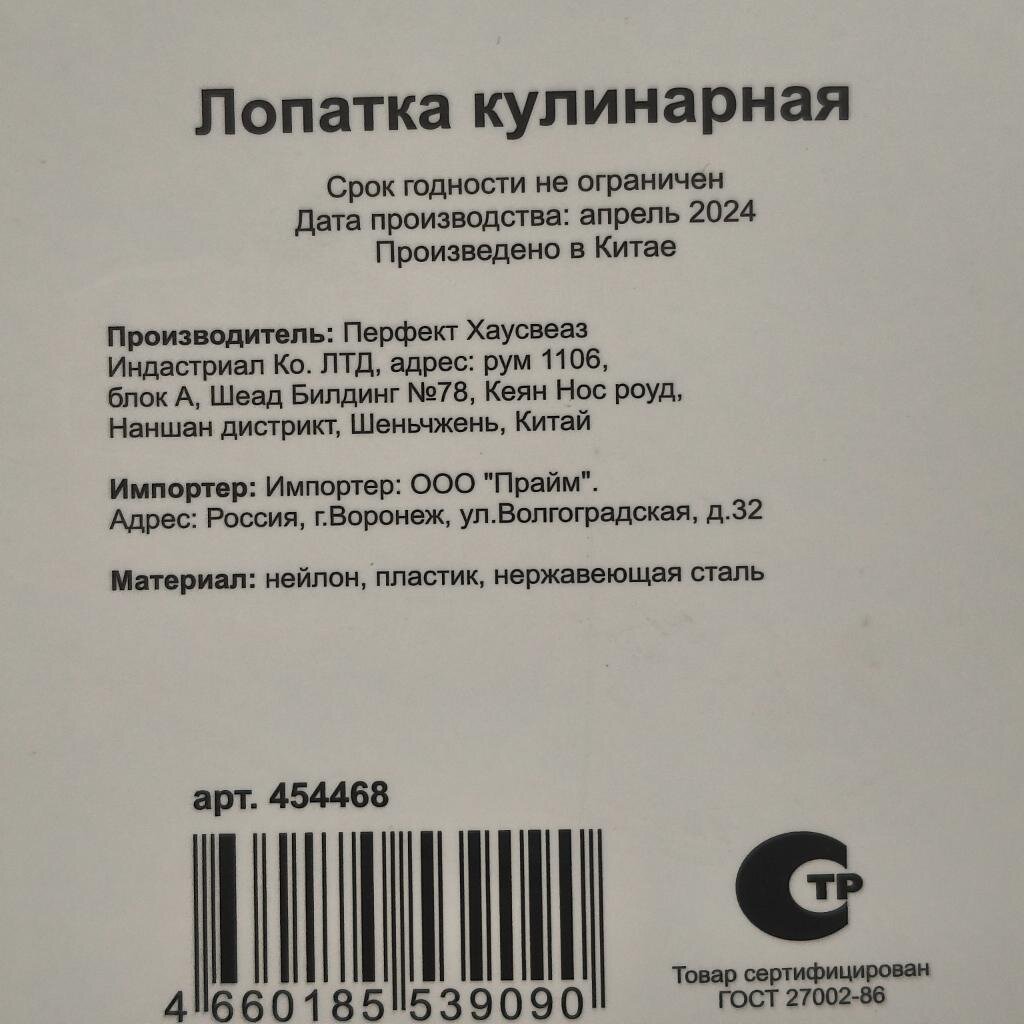 Лопатка кулинарная
Срок годности не ограничен
Дата производства: апрель 2024
Произведено в Китае
Производитель: Перфект Хаусвеаз
Индастриал Ко. ЛТД, адрес: рум 1106,
блок А, Шеад Билдинг №78, Кеян Нос роуд,
Наншан дистрикт, Шеньчжень, Китай
Импортер: Импортер: ООО "Прайм".
Адрес: Россия, г.Воронеж, ул.Волгоградская, д.32
Материал: нейлон, пластик, нержавеющая сталь
арт. 454468
4 660185 539090
СТР
Товар сертифицирован
ГОСТ 27002-86